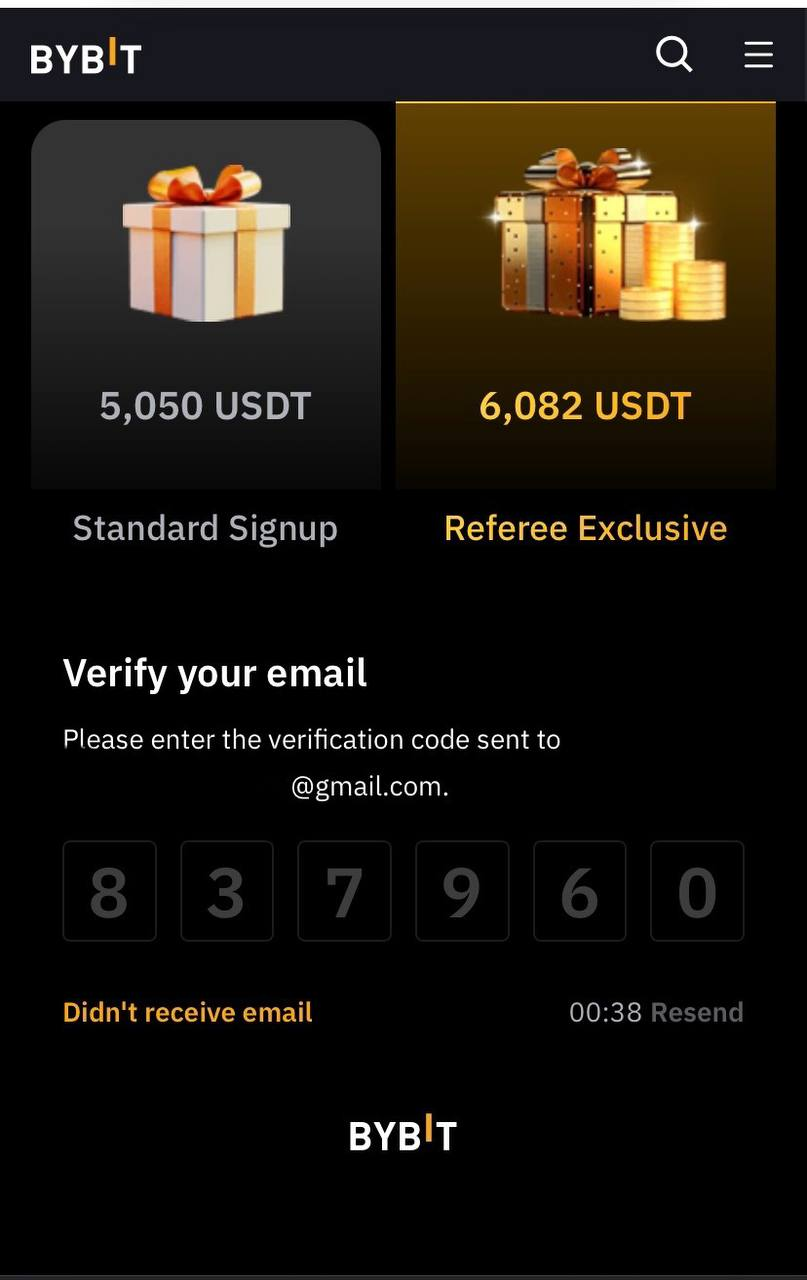 BYBIT
5,050 USDT
6,082 USDT
Standard Signup
Referee Exclusive
Verify your email
Please enter the verification code sent to
@gmail.com.
8 3 7 9 6 0
Didn't receive email
00:38 Resend
BYBIT